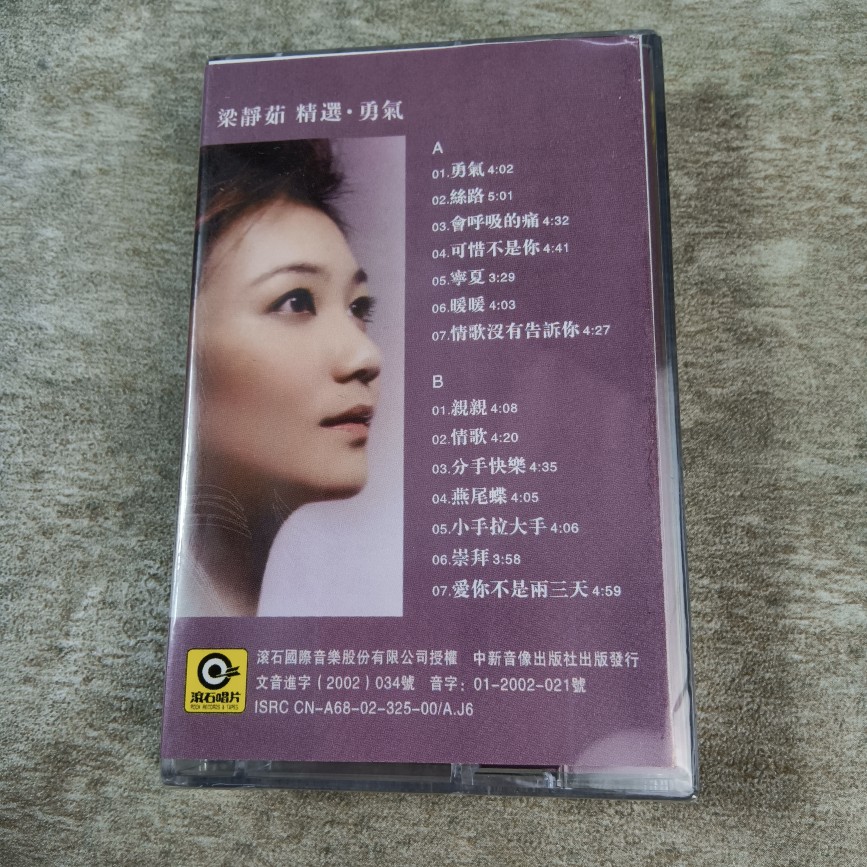 梁靜茹 精選·勇氣
A
01.勇氣 4:02
02.絲路 5:01
03.會呼吸的痛 4:32
04.可惜不是你 4:41
05.寧夏 3:29
06.暖暖 4:03
07.情歌沒有告訴你 4:27
B
01.親親 4:08
02.情歌 4:20
03.分手快樂 4:35
04.燕尾蝶 4:05
05.小手拉大手 4:06
06.崇拜 3:58
07.愛你不是兩三天 4:59
滾石唱片
ROCK RECORDS & TAPES
滾石國際音樂股份有限公司授權 中新音像出版社出版發行
文音進字(2002)034號 音字: 01-2002-021號
ISRC CN-A68-02-325-00/A.J6